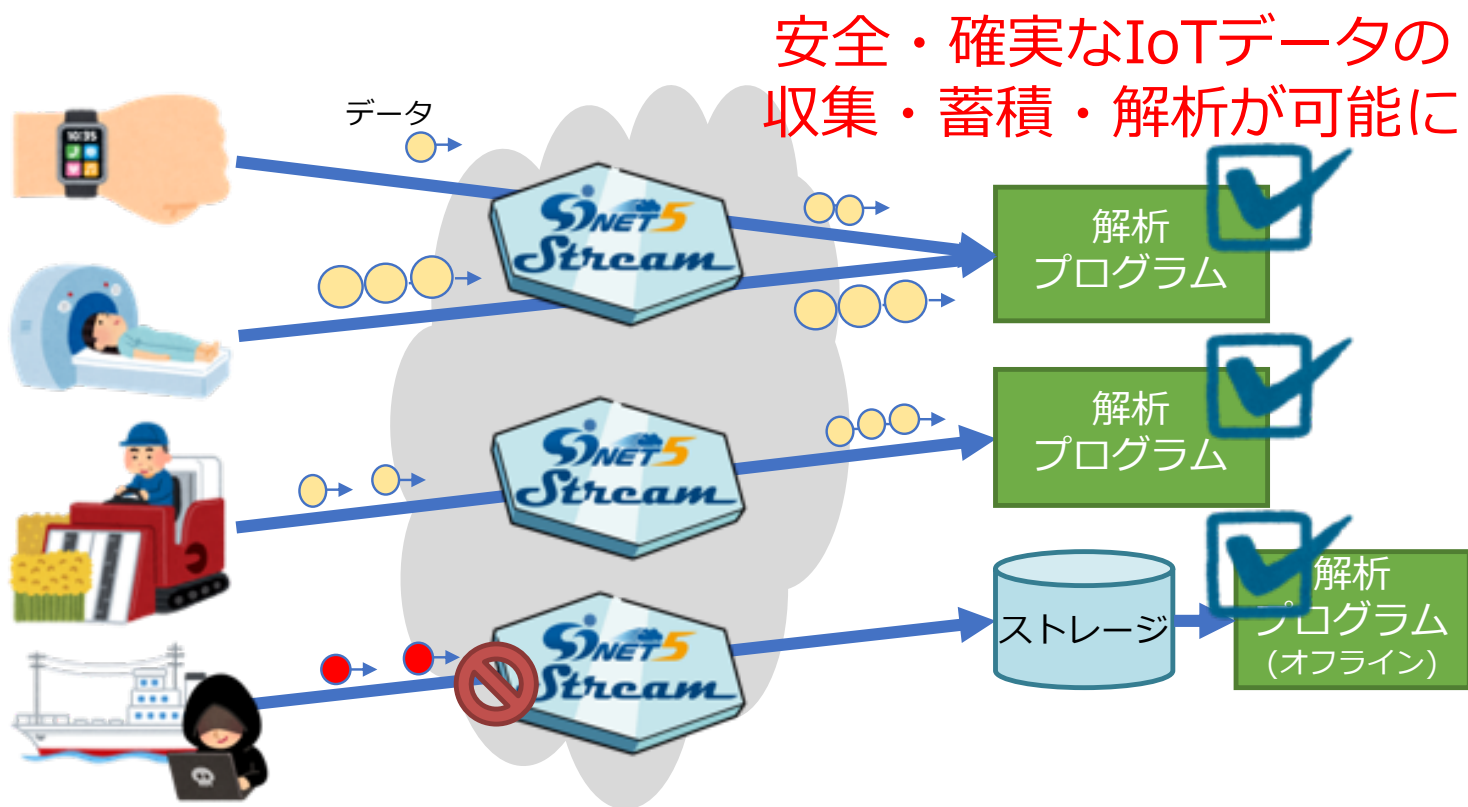 安全・確実なIoTデータの
収集・蓄積・解析が可能に
データ
10:35
SINET5
Stream
解析
プログラム
SINET5
Stream
解析
プログラム
SINET5
Stream
ストレージ
解析
プログラム
(オフライン)